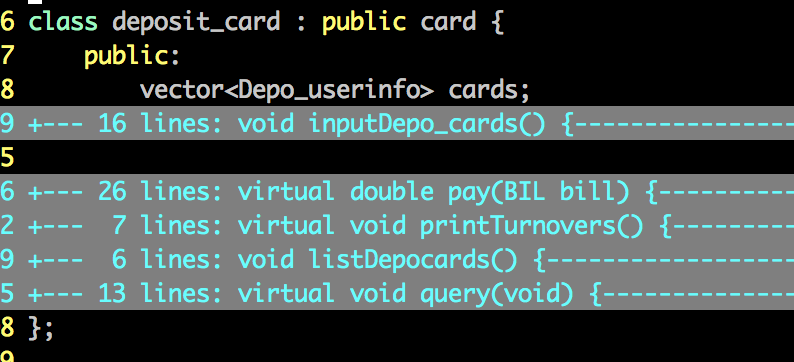 6 class deposit_card : public card {
7     public:
8         vector<Depo_userinfo> cards;
9 +--- 16 lines: void inputDepo_cards() {----------------
5
6 +--- 26 lines: virtual double pay(BIL bill) {----------
2 +---  7 lines: virtual void printTurnovers() {---------
9 +---  6 lines: void listDepocards() {------------------
5 +--- 13 lines: virtual void query(void) {--------------
8 };
9